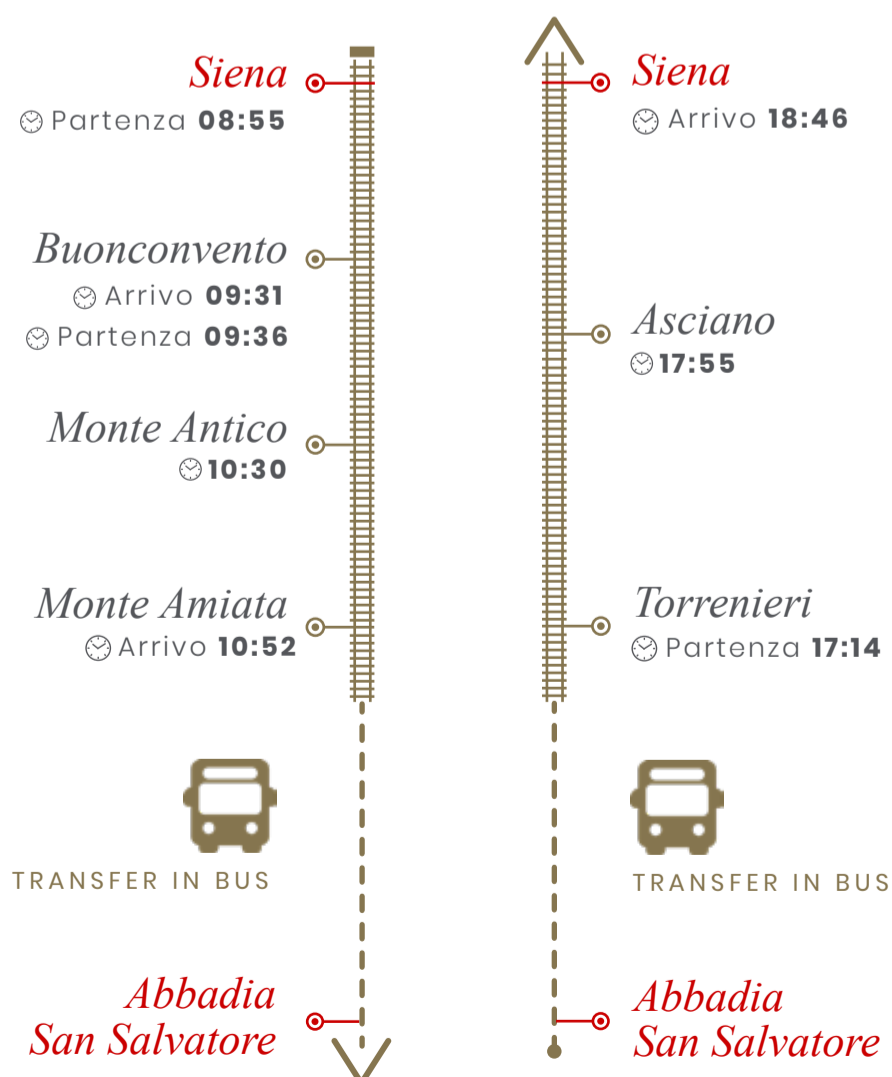 Siena
Partenza 08:55
Buonconvento
Arrivo 09:31
Partenza 09:36
Monte Antico
10:30
Monte Amiata
Arrivo 10:52
TRANSFER IN BUS
Abbadia
San Salvatore
Siena
Arrivo 18:46
Asciano
17:55
Torrenieri
Partenza 17:14
TRANSFER IN BUS
Abbadia
San Salvatore